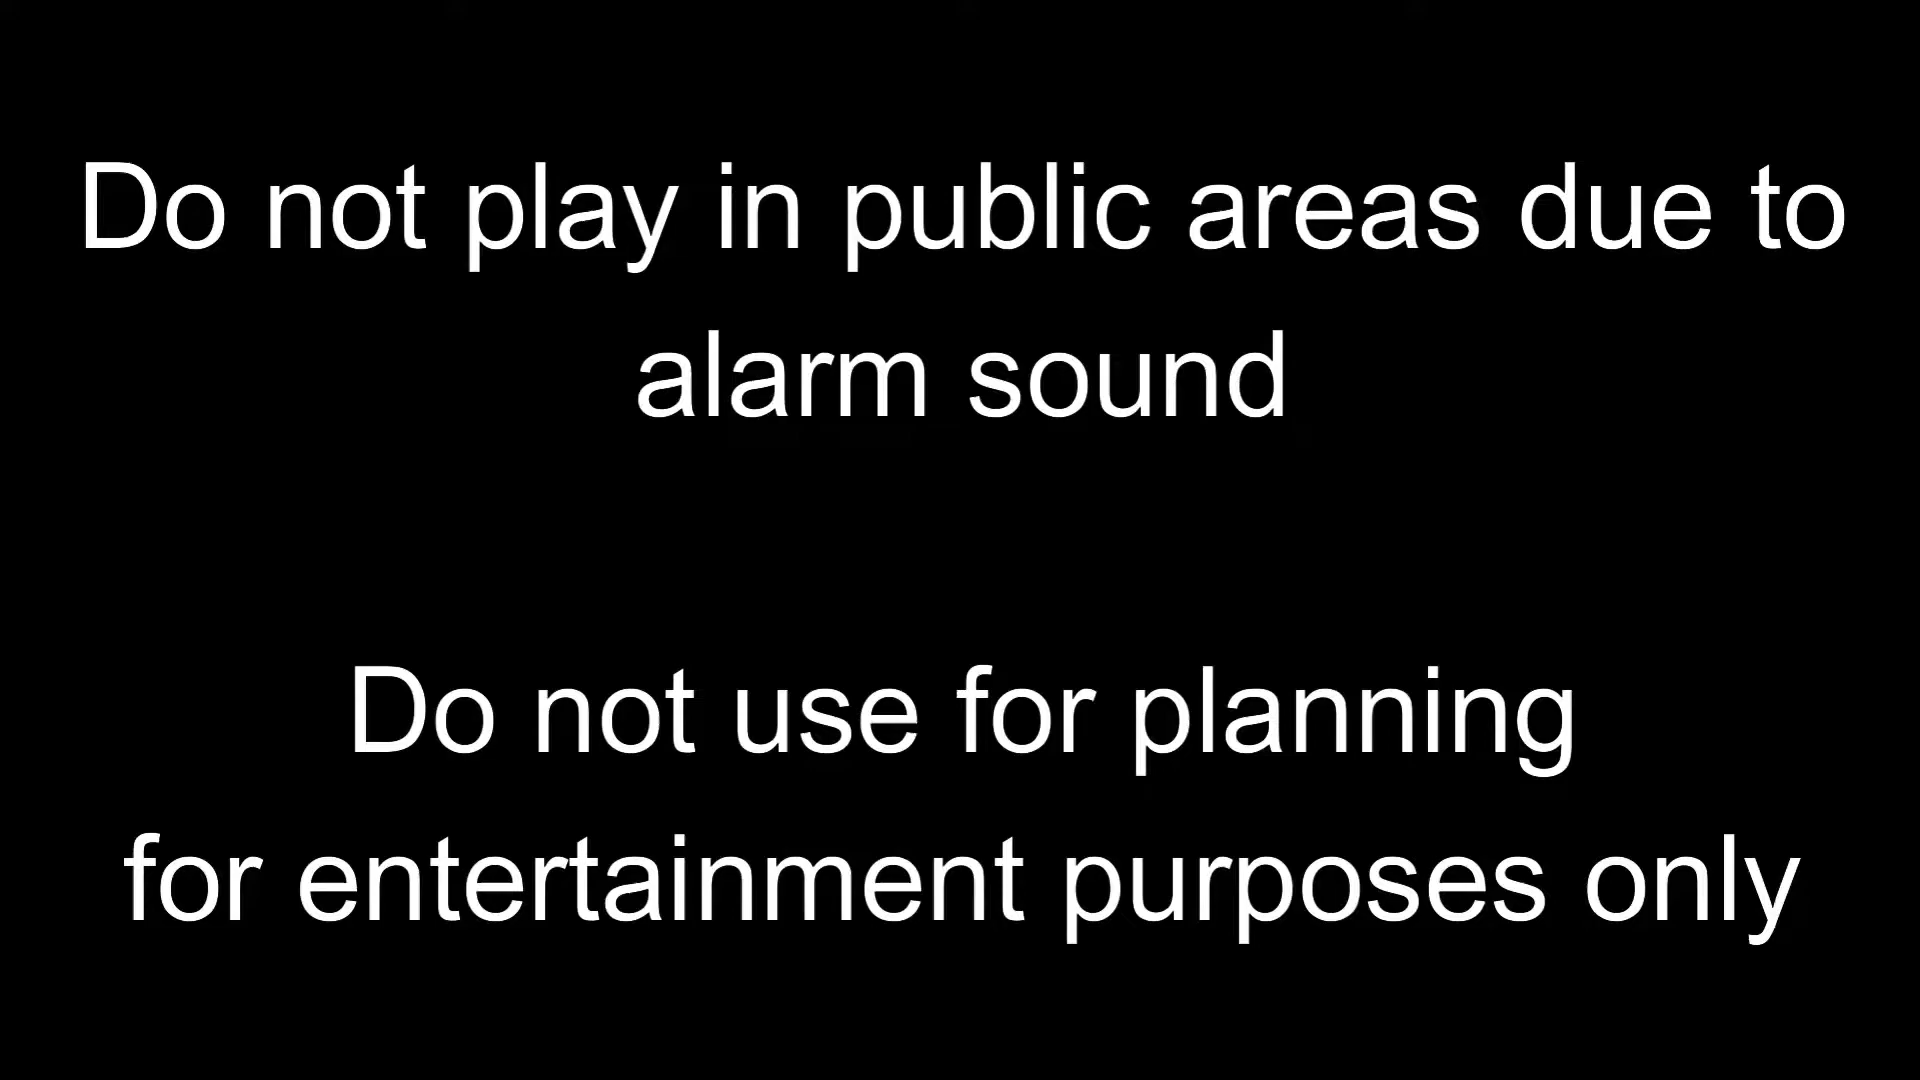 Do not play in public areas due to
alarm sound
Do not use for planning
for entertainment purposes only